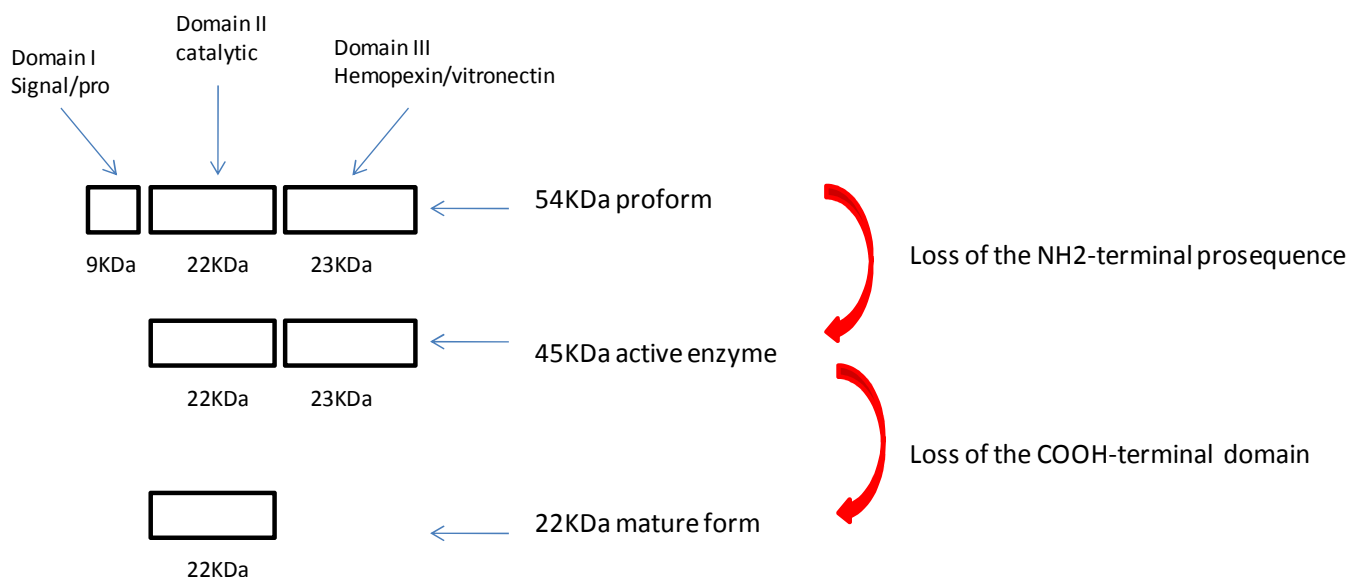 Domain I
Signal/pro
Domain II
catalytic
Domain III
Hemopexin/vitronectin
54KDa proform
9KDa
22KDa
23KDa
Loss of the NH2-terminal prosequence
45KDa active enzyme
22KDa
23KDa
Loss of the COOH-terminal domain
22KDa mature form
22KDa